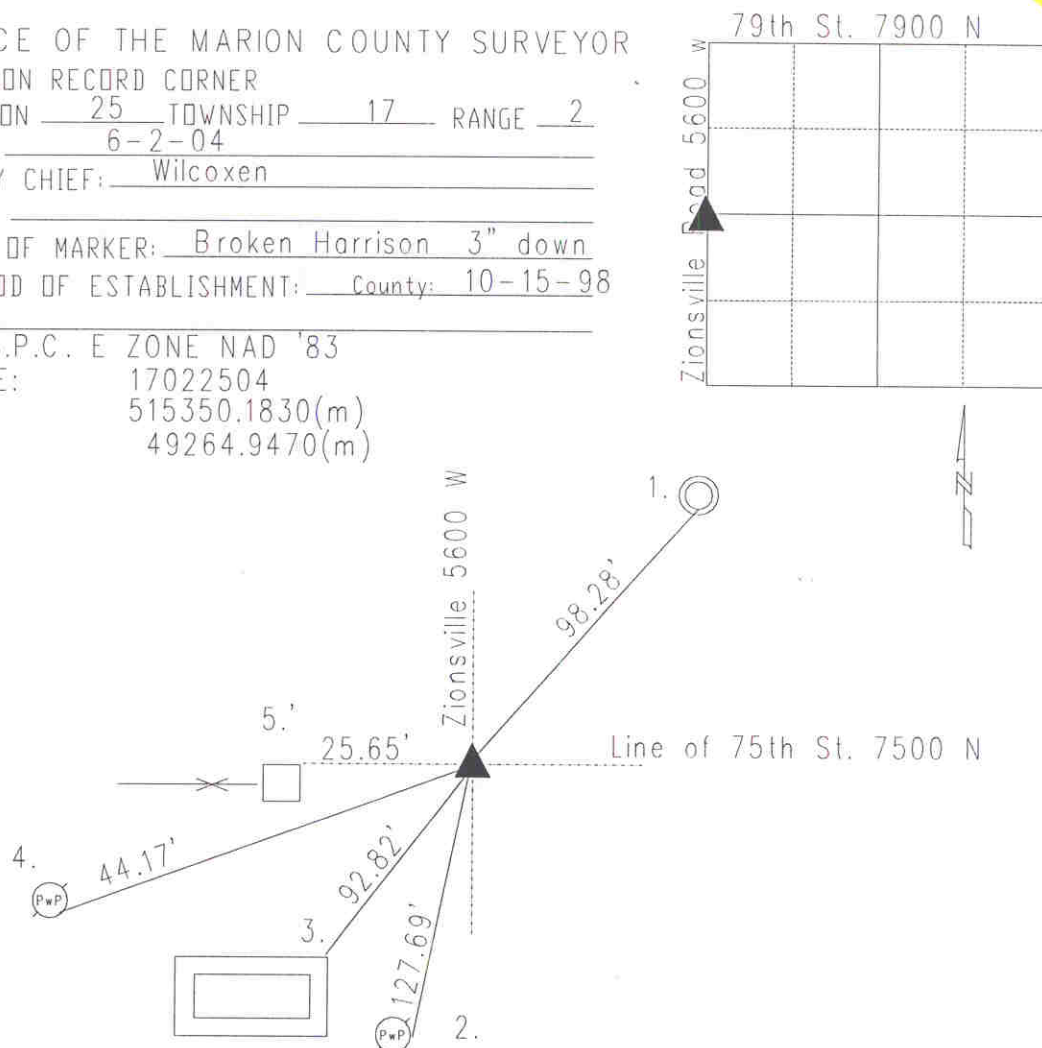 CE OF THE MARION COUNTY SURVEYOR
ON RECORD CORNER
ON 25 TOWNSHIP 17 RANGE 2
6-2-04
Y CHIEF: Wilcoxen
OF MARKER: Broken Harrison 3" down
OD OF ESTABLISHMENT: County: 10-15-98
.P.C. E ZONE NAD '83
E: 17022504
515350.1830(m)
49264.9470(m)
79th St. 7900 N
Zionsville Road 5600 W
N
1.
98.28'
Zionsville 5600 W
5.'
25.65'
Line of 75th St. 7500 N
4.
44.17'
PwP
92.82'
3.
127.69'
PwP
2.